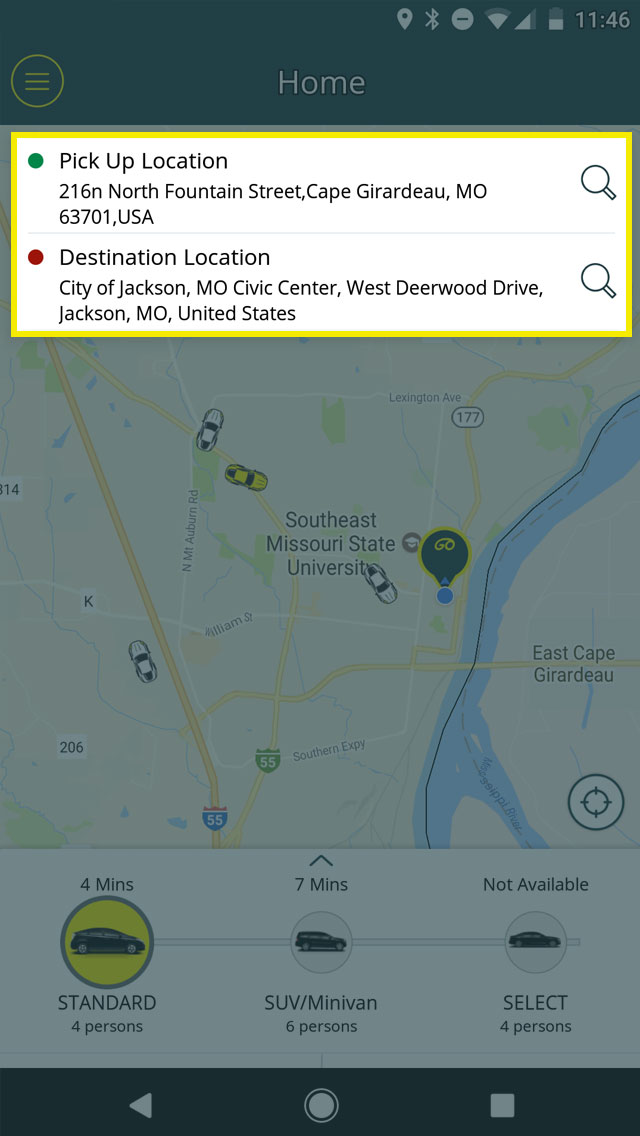 11:46
Home
Pick Up Location
216n North Fountain Street,Cape Girardeau, MO
63701,USA
Destination Location
City of Jackson, MO Civic Center, West Deerwood Drive,
Jackson, MO, United States
Lexington Ave
177
314
N Mt Auburn Rd
Southeast
Missouri State
University
GO
K
William St
East Cape
Girardeau
206
55
Southern Expy
55
Mississippi River
4 Mins
7 Mins
Not Available
STANDARD
SUV/Minivan
SELECT
4 persons
6 persons
4 persons